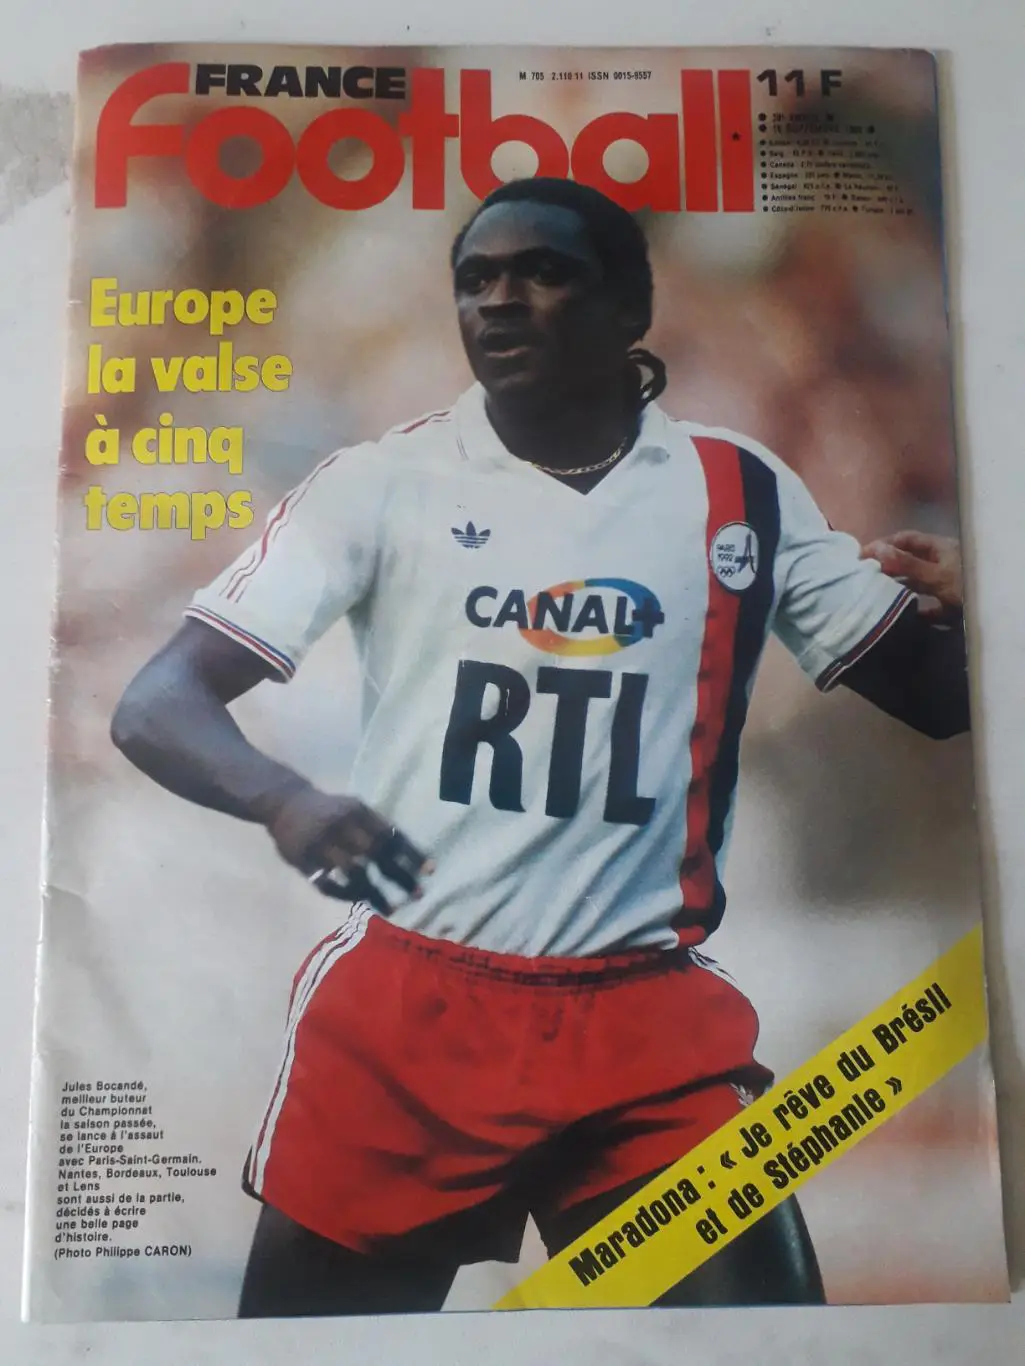 FRANCE
Football
M 705 2.110 11 ISSN 0015-9557
11 F
Europe
la valse
à cinq
temps
PARIS
1992
CANAL+
RTL
Jules Bocandé,
meilleur buteur
du Championnat
la saison passée,
se lance à l'assaut
de l'Europe
avec Paris-Saint-Germain.
Nantes, Bordeaux, Toulouse
et Lens
sont aussi de la partie,
décidés à écrire
une belle page
d'histoire.
(Photo Philippe CARON)
Maradona : « Je rêve du Brésil
et de Stéphanie »